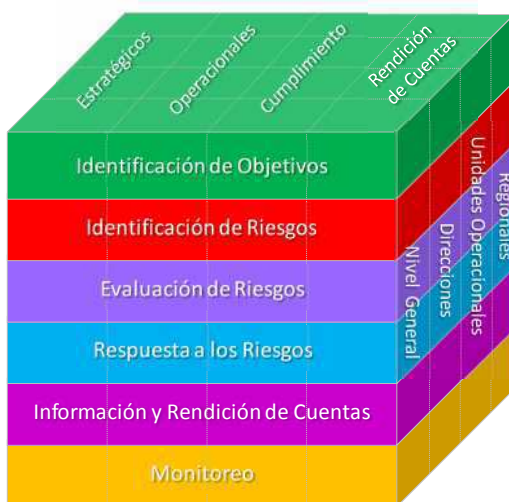 Estratégicos
Operacionales
Cumplimiento
Rendición
de Cuentas
Identificación de Objetivos
Identificación de Riesgos
Evaluación de Riesgos
Respuesta a los Riesgos
Información y Rendición de Cuentas
Monitoreo
Nivel General
Direcciones
Unidades Operacionales
Regionales